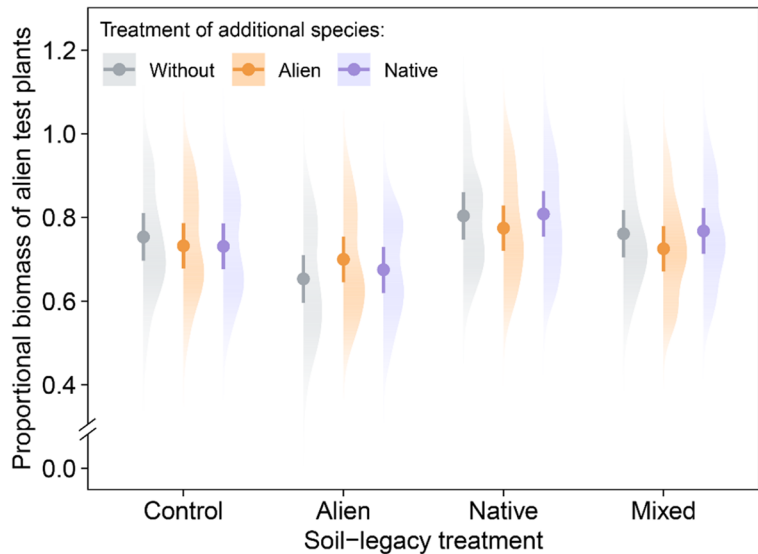 Treatment of additional species:
Without Alien Native
Proportional biomass of alien test plants
1.2
1.0
0.8
0.6
0.4
0.0
Control Alien Native Mixed
Soil−legacy treatment